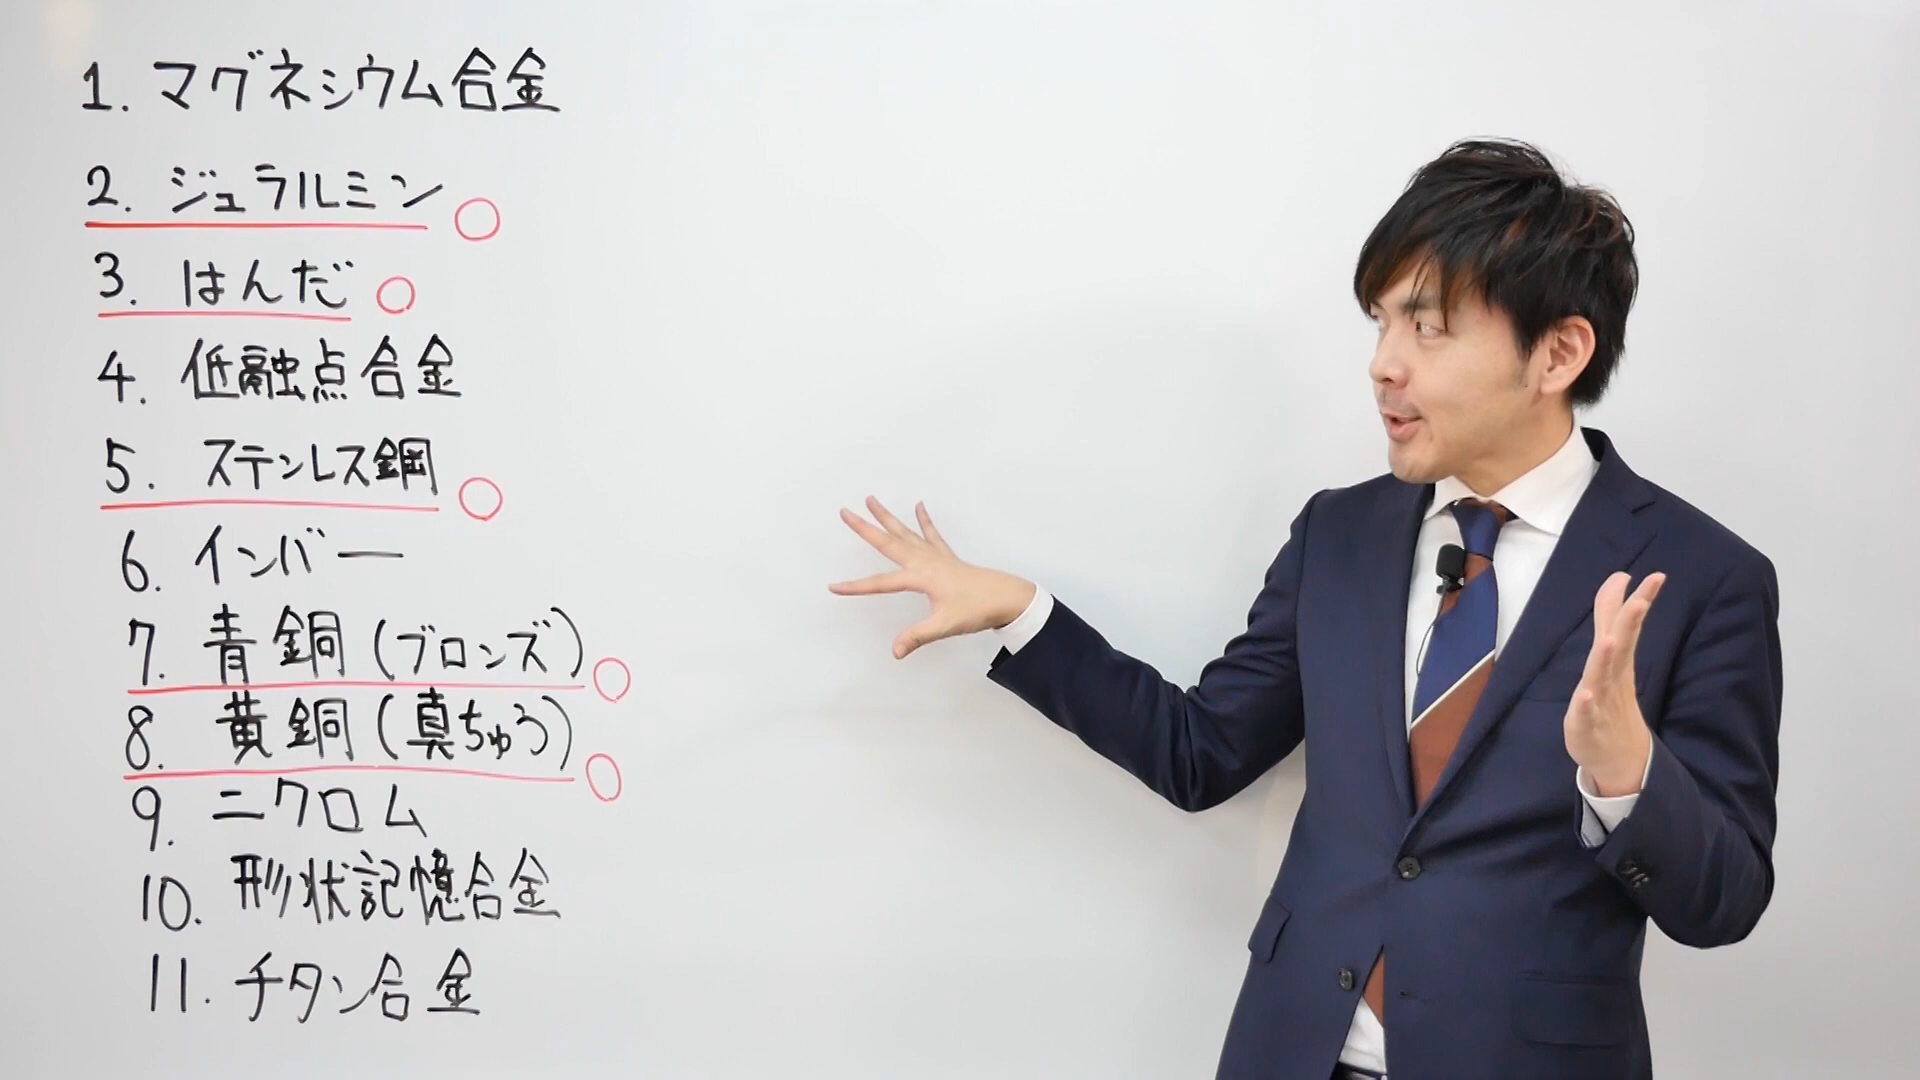 1. マグネシウム合金
2. ジュラルミン
3. はんだ
4. 低融点合金
5. ステンレス鋼
6. インバー
7. 青銅(ブロンズ)
8. 黄銅(真ちゅう)
9. ニクロム
10. 形状記憶合金
11. チタン合金